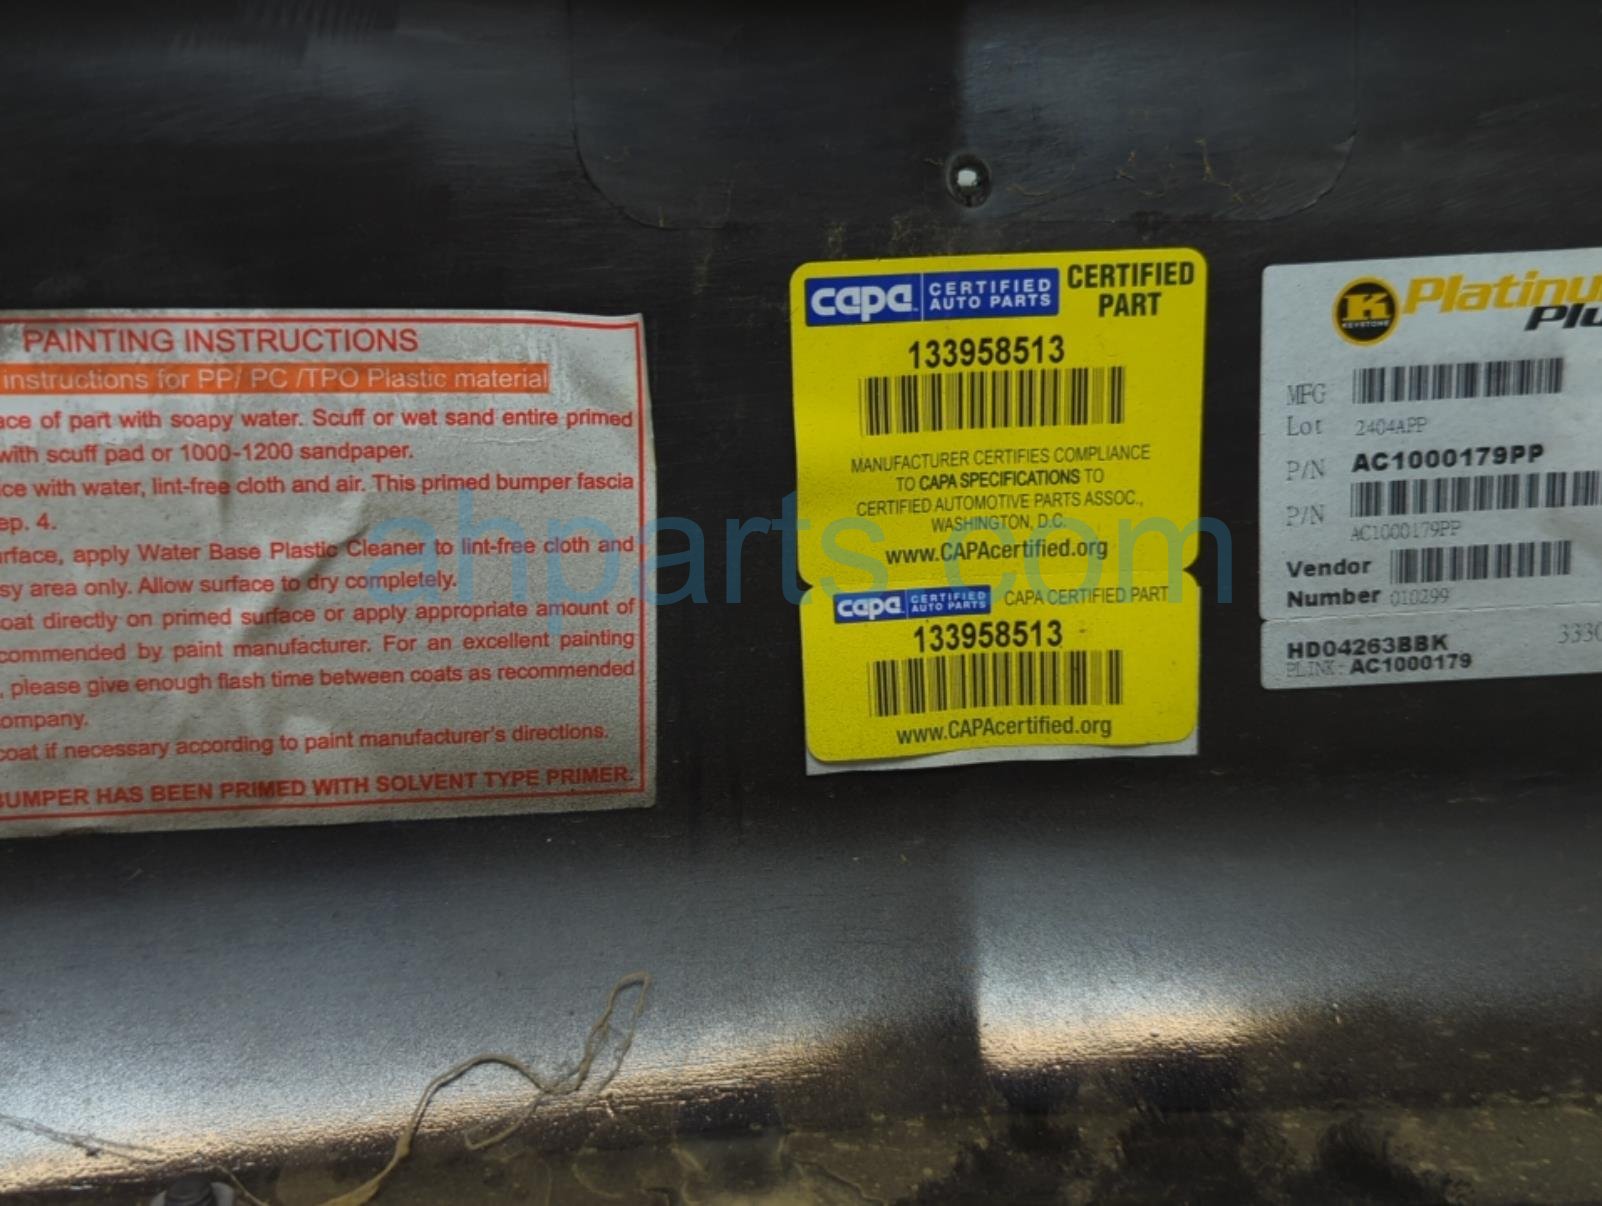 PAINTING INSTRUCTIONS
instructions for PP/ PC /TPO Plastic material
ace of part with soapy water. Scuff or wet sand entire primed
with scuff pad or 1000-1200 sandpaper.
ice with water, lint-free cloth and air. This primed bumper fascia
ep. 4.
urface, apply Water Base Plastic Cleaner to lint-free cloth and
sy area only. Allow surface to dry completely.
oat directly on primed surface or apply appropriate amount of
commended by paint manufacturer. For an excellent painting
, please give enough flash time between coats as recommended
ompany.
coat if necessary according to paint manufacturer's directions.
BUMPER HAS BEEN PRIMED WITH SOLVENT TYPE PRIMER.
capa CERTIFIED AUTO PARTS
CERTIFIED PART
133958513
MANUFACTURER CERTIFIES COMPLIANCE
TO CAPA SPECIFICATIONS TO
CERTIFIED AUTOMOTIVE PARTS ASSOC.,
WASHINGTON, D.C.
www.CAPAcertified.org
capa CERTIFIED AUTO PARTS CAPA CERTIFIED PART
133958513
www.CAPAcertified.org
K KEYSTONE
Platinu
Plu
MFG
Lot 2404APP
P/N AC1000179PP
P/N
AC1000179PP
Vendor
Number 010299
HD04263BBK 3330
PLINK: AC1000179
ahparts.com